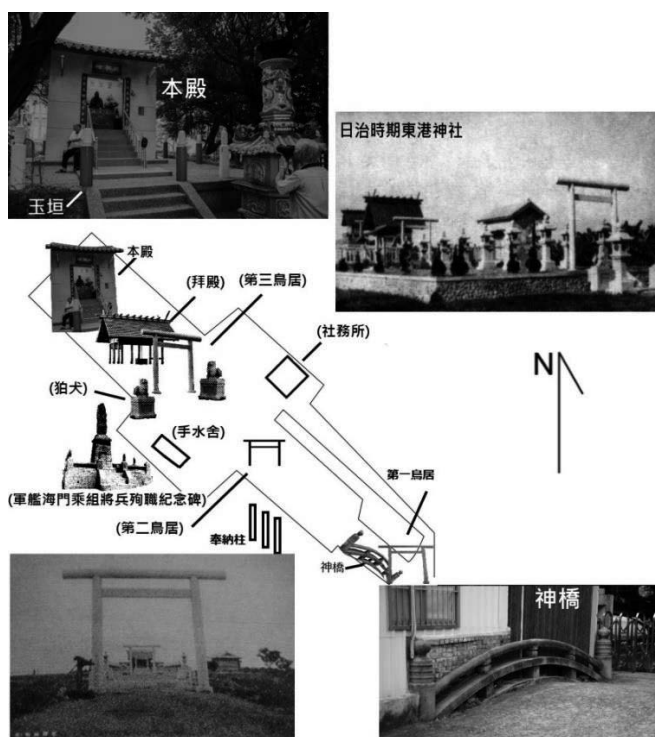 本殿
玉垣
日治時期東港神社
本殿
(拜殿)
(第三鳥居)
(社務所)
N
(狛犬)
(手水舍)
(軍艦海門乘組將兵殉職紀念碑)
(第二鳥居)
第一鳥居
奉納柱
神橋
神橋